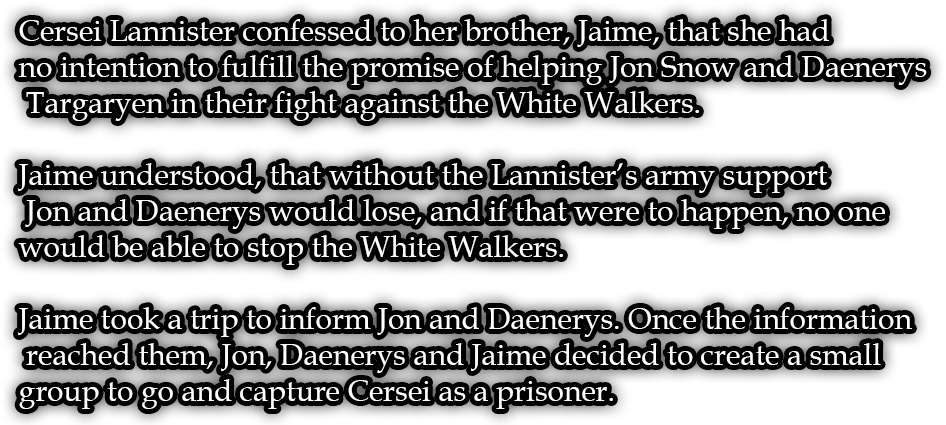 Cersei Lannister confessed to her brother, Jaime, that she had
no intention to fulfill the promise of helping Jon Snow and Daenerys
Targaryen in their fight against the White Walkers.
Jaime understood, that without the Lannister's army support
Jon and Daenerys would lose, and if that were to happen, no one
would be able to stop the White Walkers.
Jaime took a trip to inform Jon and Daenerys. Once the information
reached them, Jon, Daenerys and Jaime decided to create a small
group to go and capture Cersei as a prisoner.